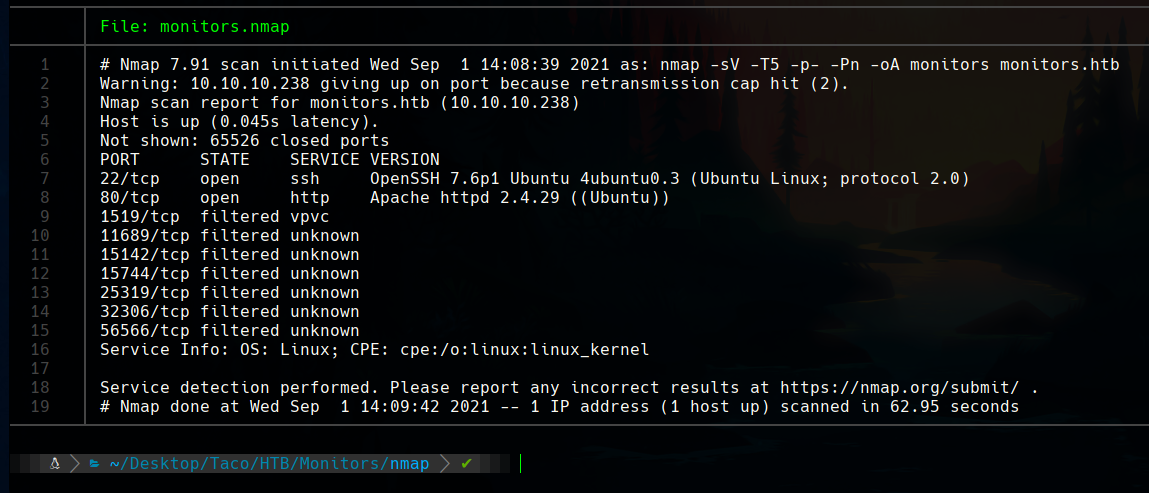 File: monitors.nmap
1 # Nmap 7.91 scan initiated Wed Sep  1 14:08:39 2021 as: nmap -sV -T5 -p- -Pn -oA monitors monitors.htb
2 Warning: 10.10.10.238 giving up on port because retransmission cap hit (2).
3 Nmap scan report for monitors.htb (10.10.10.238)
4 Host is up (0.045s latency).
5 Not shown: 65526 closed ports
6 PORT      STATE    SERVICE VERSION
7 22/tcp    open     ssh     OpenSSH 7.6p1 Ubuntu 4ubuntu0.3 (Ubuntu Linux; protocol 2.0)
8 80/tcp    open     http    Apache httpd 2.4.29 ((Ubuntu))
9 1519/tcp  filtered vpvc
10 11689/tcp filtered unknown
11 15142/tcp filtered unknown
12 15744/tcp filtered unknown
13 25319/tcp filtered unknown
14 32306/tcp filtered unknown
15 56566/tcp filtered unknown
16 Service Info: OS: Linux; CPE: cpe:/o:linux:linux_kernel
17
18 Service detection performed. Please report any incorrect results at https://nmap.org/submit/ .
19 # Nmap done at Wed Sep  1 14:09:42 2021 -- 1 IP address (1 host up) scanned in 62.95 seconds
~/Desktop/Taco/HTB/Monitors/nmap ✔